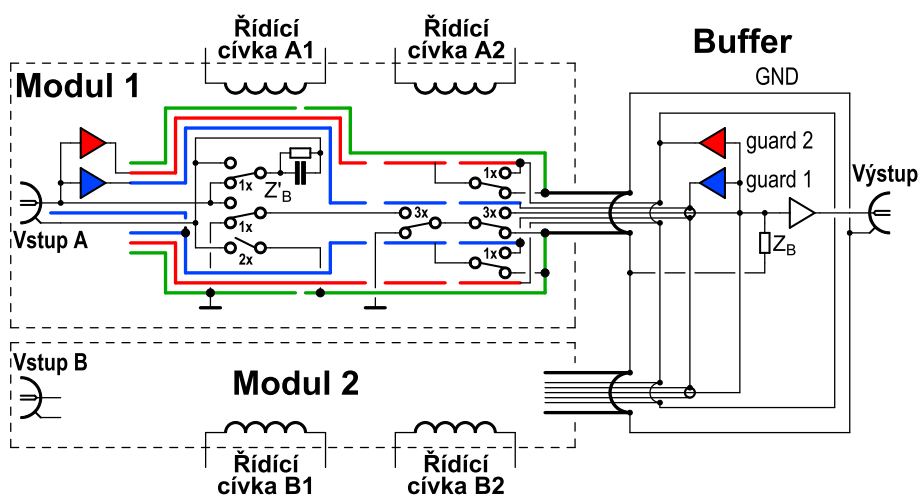 Řídící
cívka A1
Řídící
cívka A2
Buffer
Modul 1
GND
guard 2
guard 1
Výstup
1x
Z'B
1x
3x
3x
1x
2x
1x
ZB
Vstup A
Vstup B
Modul 2
Řídící
cívka B1
Řídící
cívka B2